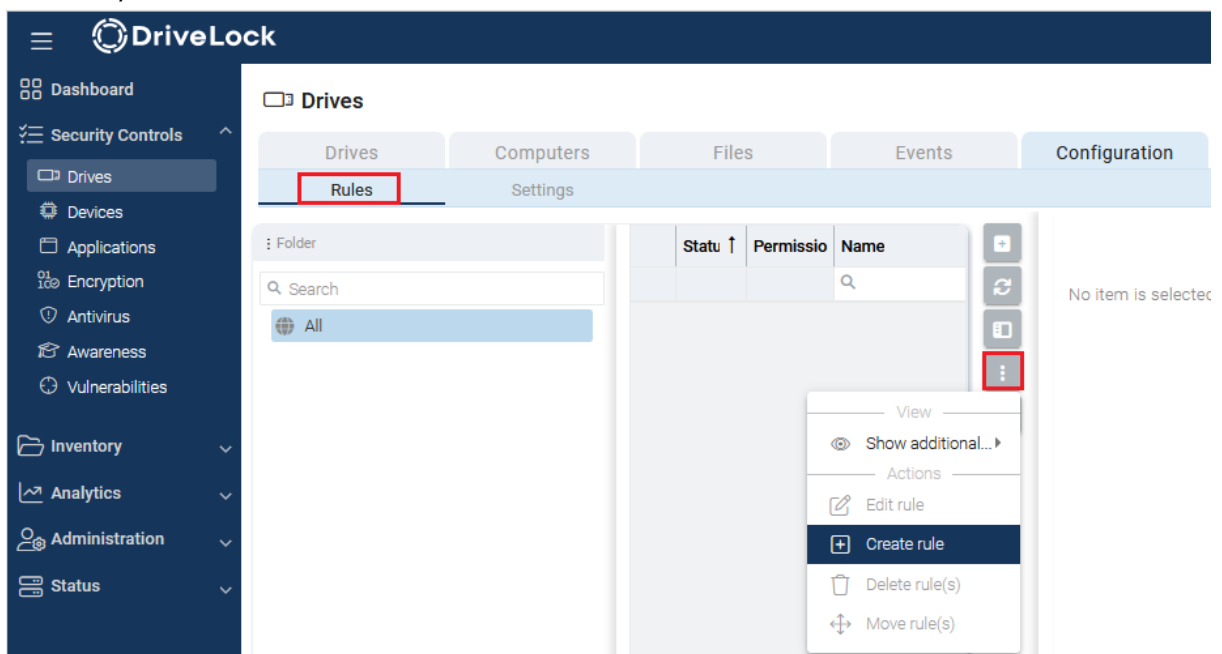 DriveLock
Dashboard
Drives
Security Controls
Drives Computers Files Events Configuration
Drives
Rules Settings
Devices
Applications
Folder
Statu ↑ Permissio Name
Encryption
Search
No item is selected
Antivirus
All
Awareness
Vulnerabilities
View
Inventory
Show additional...
Actions
Analytics
Edit rule
Administration
Create rule
Status
Delete rule(s)
Move rule(s)